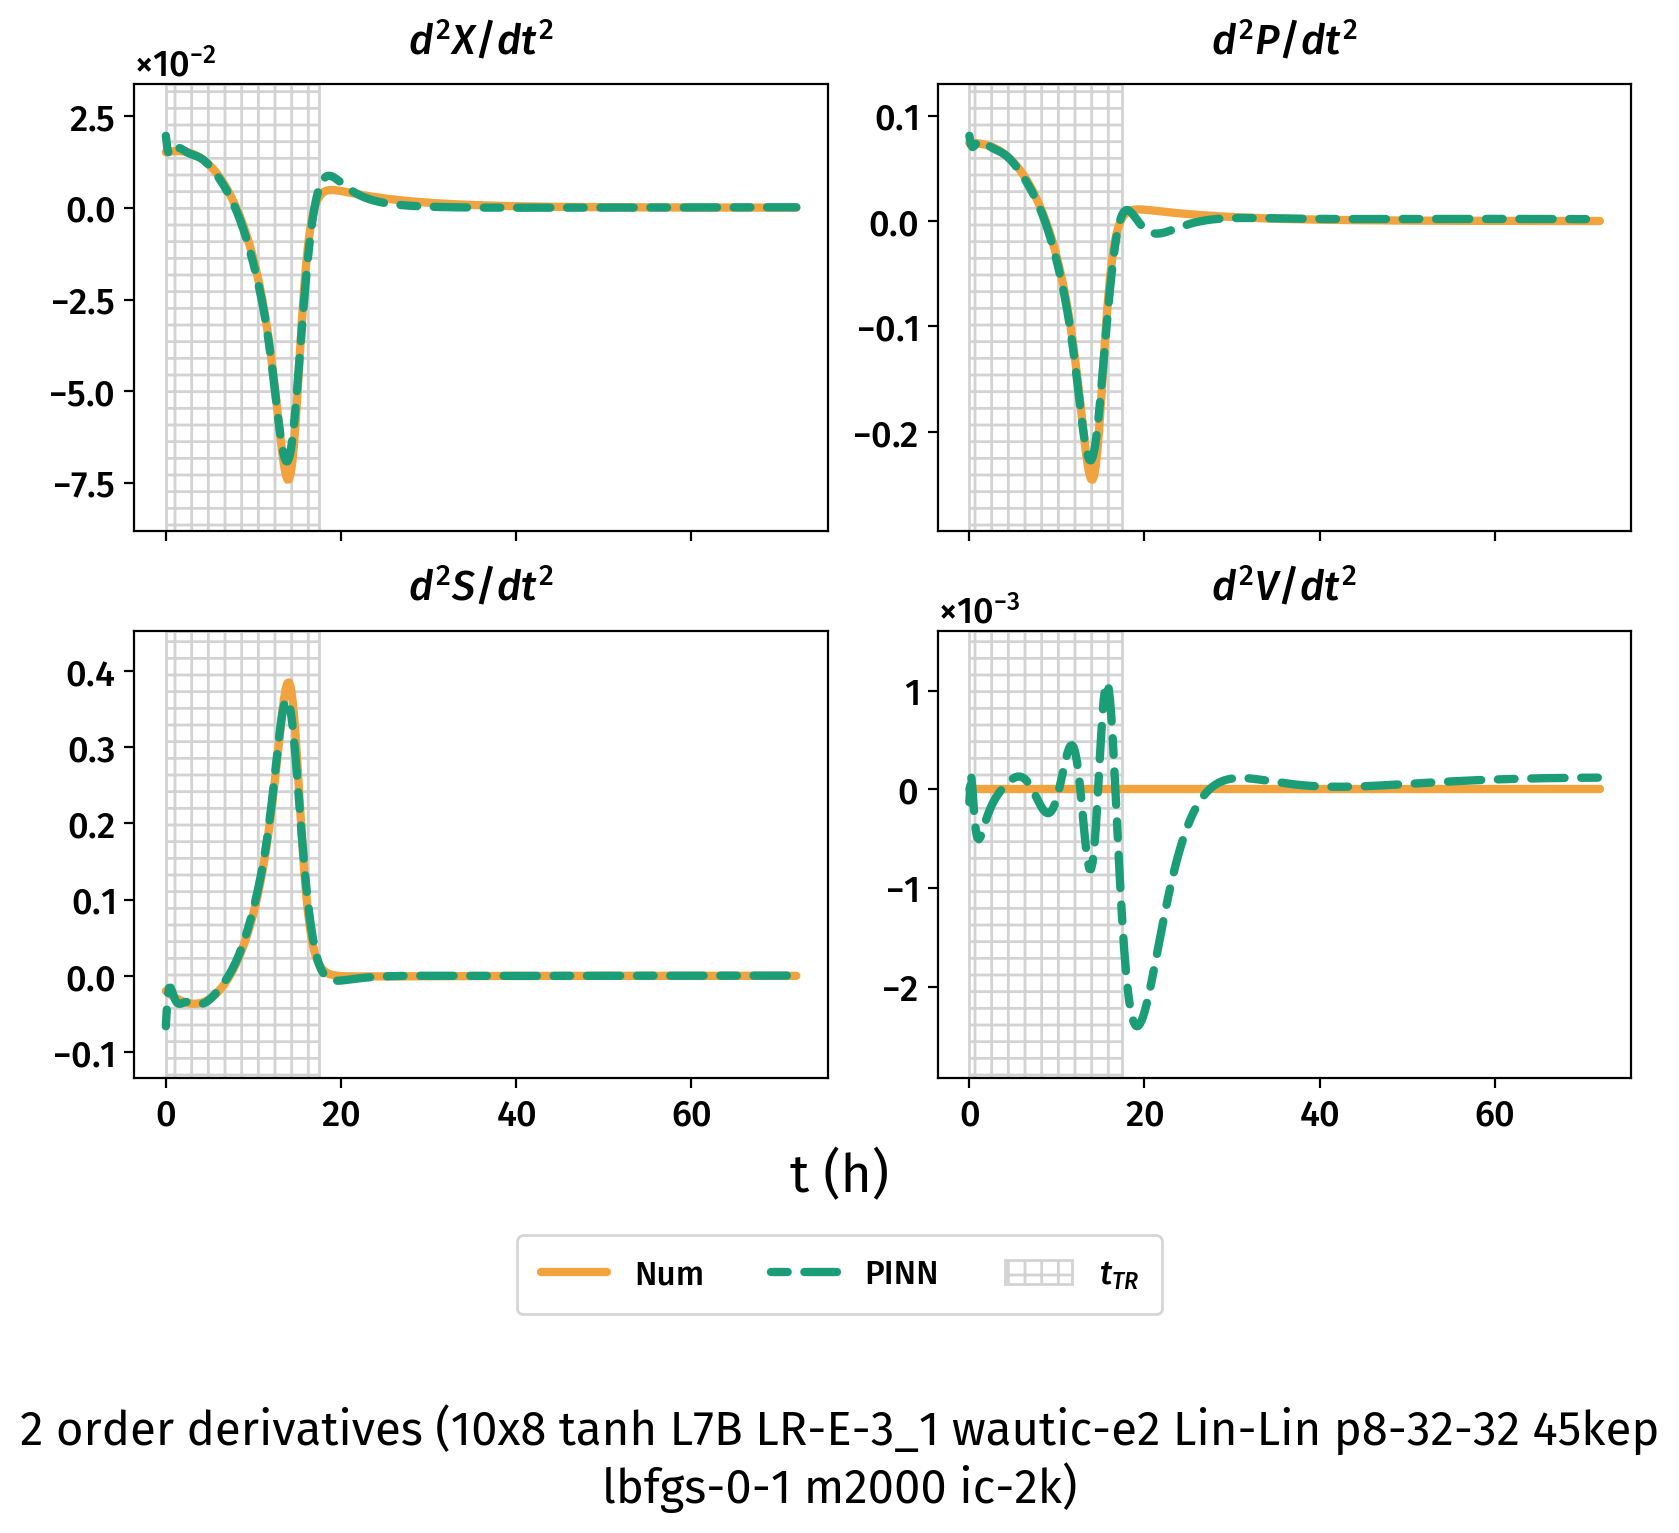 d²X/dt²
×10⁻²
2.5
0.0
−2.5
−5.0
−7.5
d²P/dt²
0.1
0.0
−0.1
−0.2
d²S/dt²
0.4
0.3
0.2
0.1
0.0
−0.1
0 20 40 60
d²V/dt²
×10⁻³
1
0
−1
−2
0 20 40 60
t (h)
Num PINN t_TR
2 order derivatives (10x8 tanh L7B LR-E-3_1 wautic-e2 Lin-Lin p8-32-32 45kep
lbfgs-0-1 m2000 ic-2k)